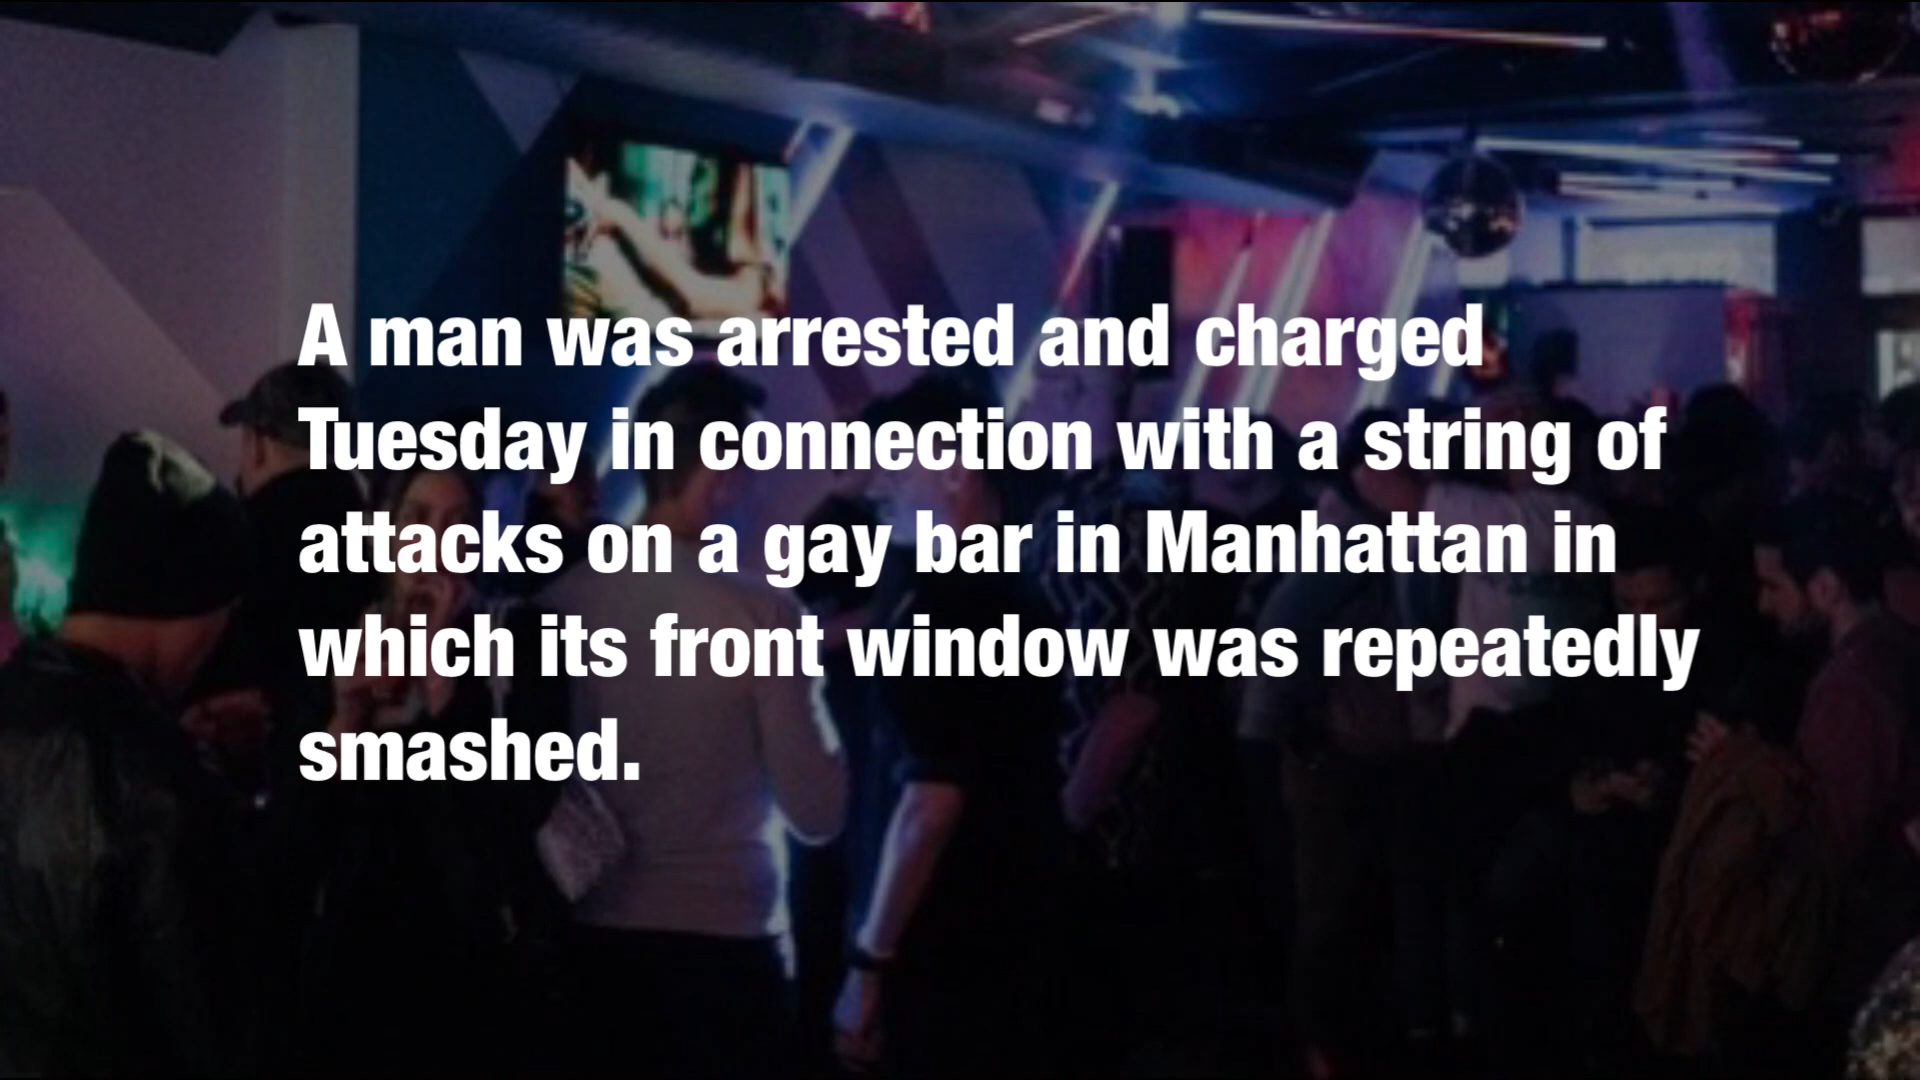 A man was arrested and charged
Tuesday in connection with a string of
attacks on a gay bar in Manhattan in
which its front window was repeatedly
smashed.